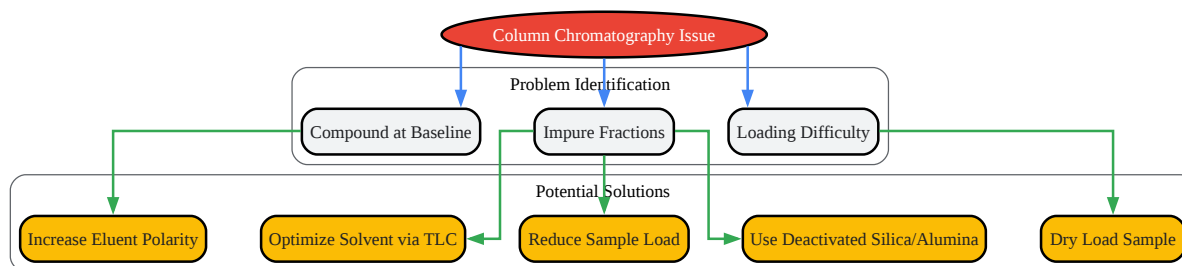 Column Chromatography Issue
Problem Identification
Compound at Baseline
Impure Fractions
Loading Difficulty
Potential Solutions
Increase Eluent Polarity
Optimize Solvent via TLC
Reduce Sample Load
Use Deactivated Silica/Alumina
Dry Load Sample